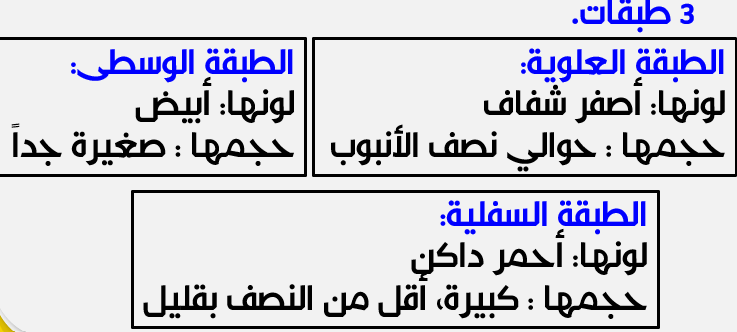 3 طبقات.
الطبقة العلوية:
لونها: أصفر شفاف
حجمها : حوالي نصف الأنبوب
الطبقة الوسطى:
لونها: أبيض
حجمها : صغيرة جداً
الطبقة السفلية:
لونها: أحمر داكن
حجمها : كبيرة، أقل من النصف بقليل